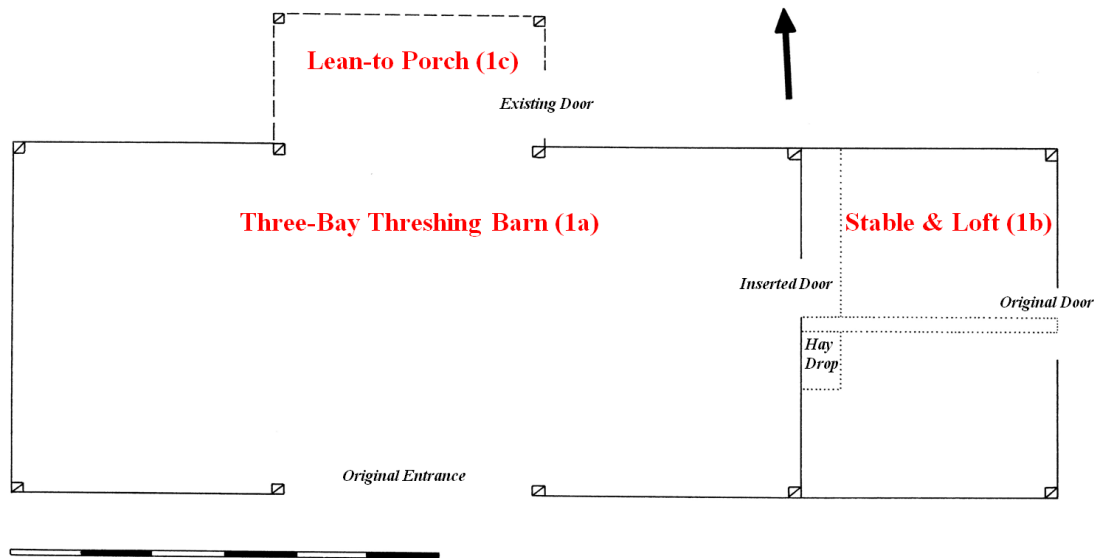 Lean-to Porch (1c)
Existing Door
Three-Bay Threshing Barn (1a)
Stable & Loft (1b)
Inserted Door
Original Door
Hay
Drop
Original Entrance